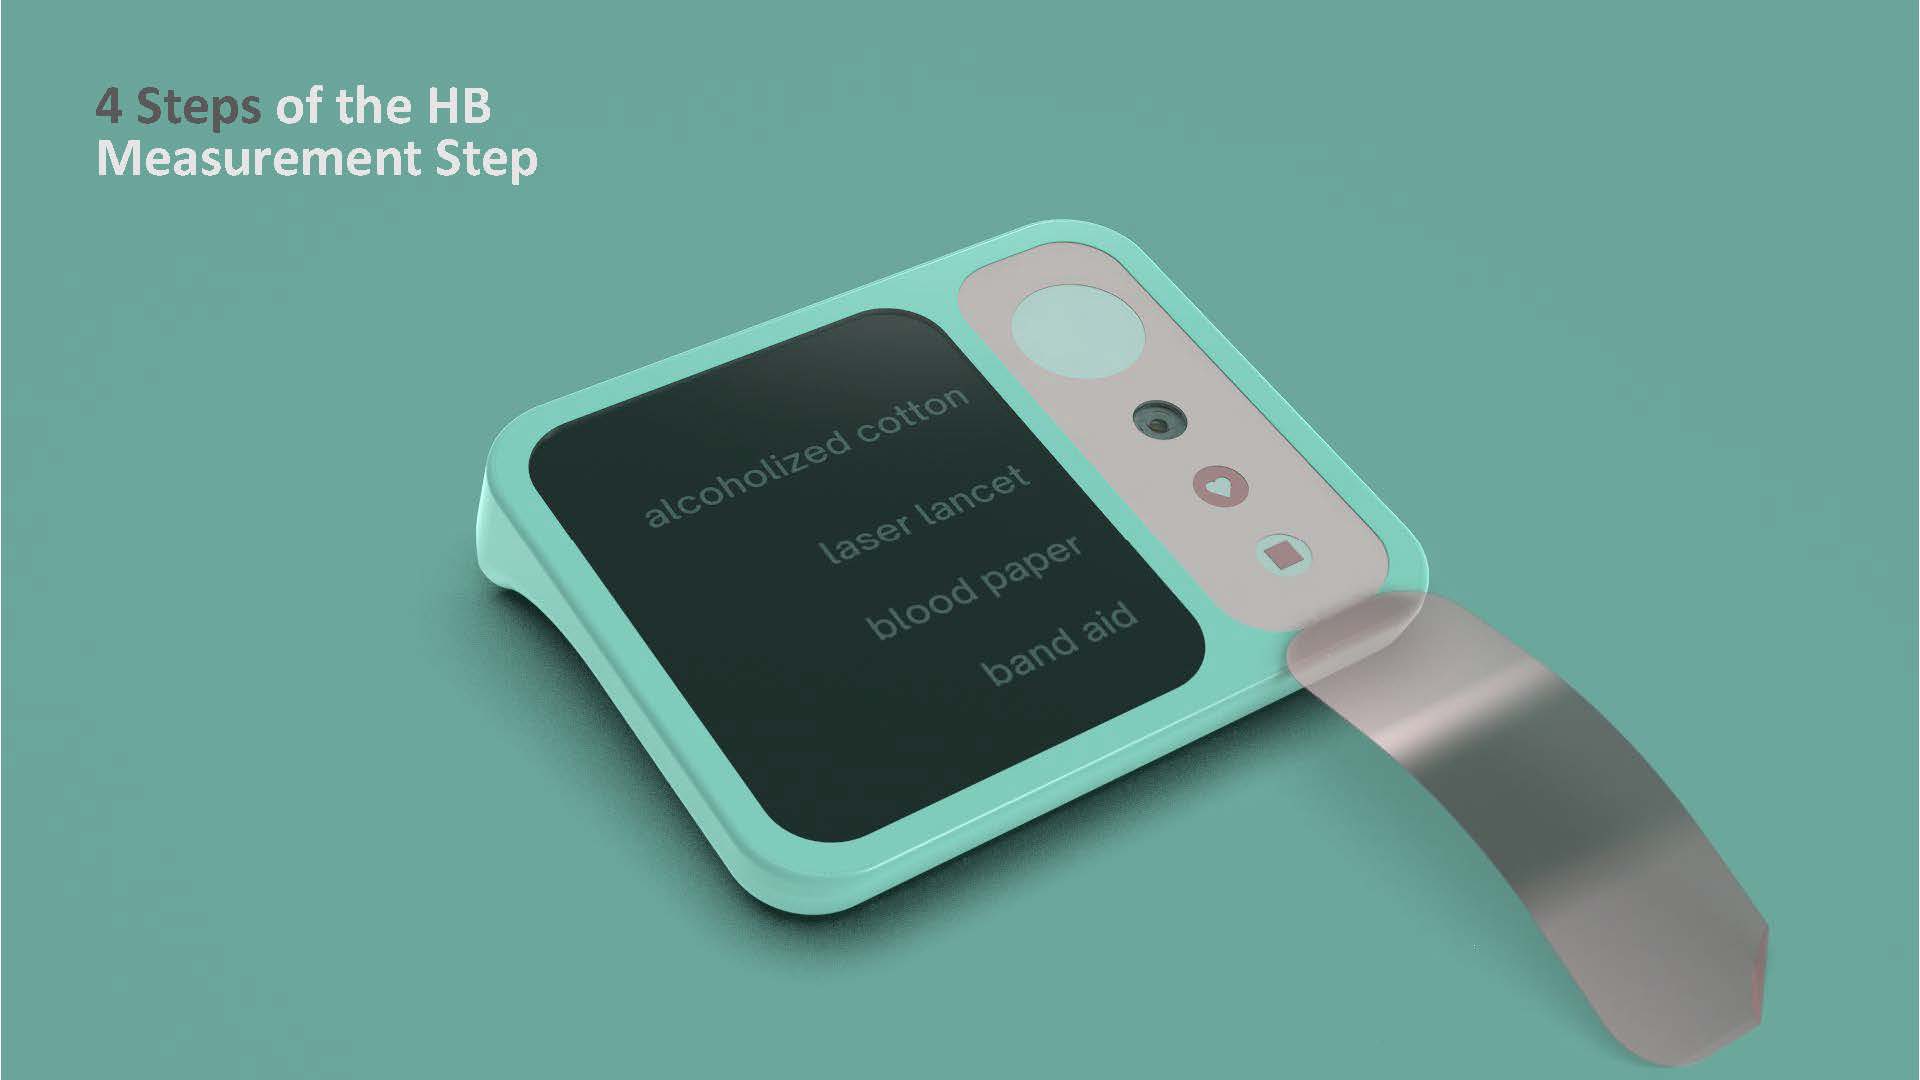 4 Steps of the HB
Measurement Step
alcoholized cotton
laser lancet
blood paper
band aid